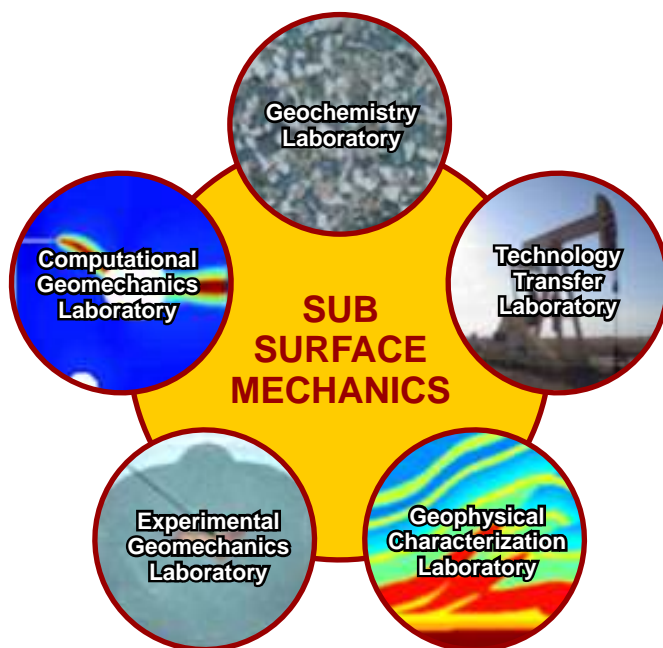 Geochemistry
Laboratory
Computational
Geomechanics
Laboratory
Technology
Transfer
Laboratory
SUB
SURFACE
MECHANICS
Experimental
Geomechanics
Laboratory
Geophysical
Characterization
Laboratory